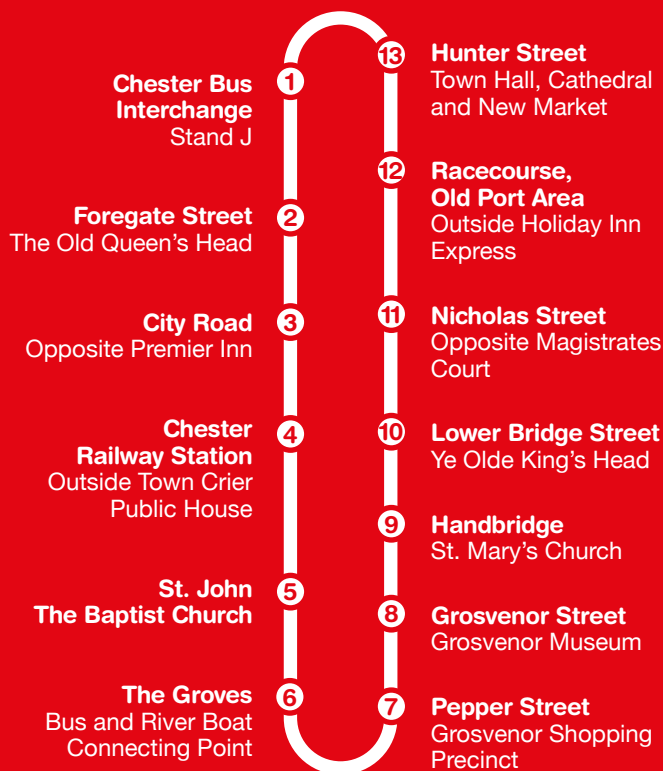 1
Chester Bus
Interchange
Stand J
2
Foregate Street
The Old Queen's Head
3
City Road
Opposite Premier Inn
4
Chester
Railway Station
Outside Town Crier
Public House
5
St. John
The Baptist Church
6
The Groves
Bus and River Boat
Connecting Point
7
Pepper Street
Grosvenor Shopping
Precinct
8
Grosvenor Street
Grosvenor Museum
9
Handbridge
St. Mary's Church
10
Lower Bridge Street
Ye Olde King's Head
11
Nicholas Street
Opposite Magistrates
Court
12
Racecourse,
Old Port Area
Outside Holiday Inn
Express
13
Hunter Street
Town Hall, Cathedral
and New Market